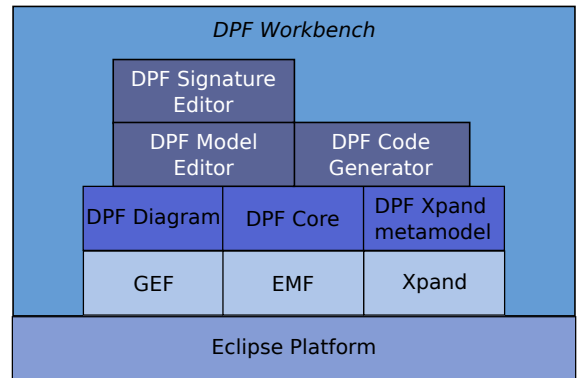 DPF Workbench
DPF Signature
Editor
DPF Model
Editor
DPF Code
Generator
DPF Diagram
DPF Core
DPF Xpand
metamodel
GEF
EMF
Xpand
Eclipse Platform